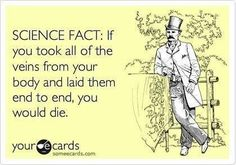 SCIENCE FACT: If
you took all of the
veins from your
body and laid them
end to end, you
would die.
your e cards
someecards.com